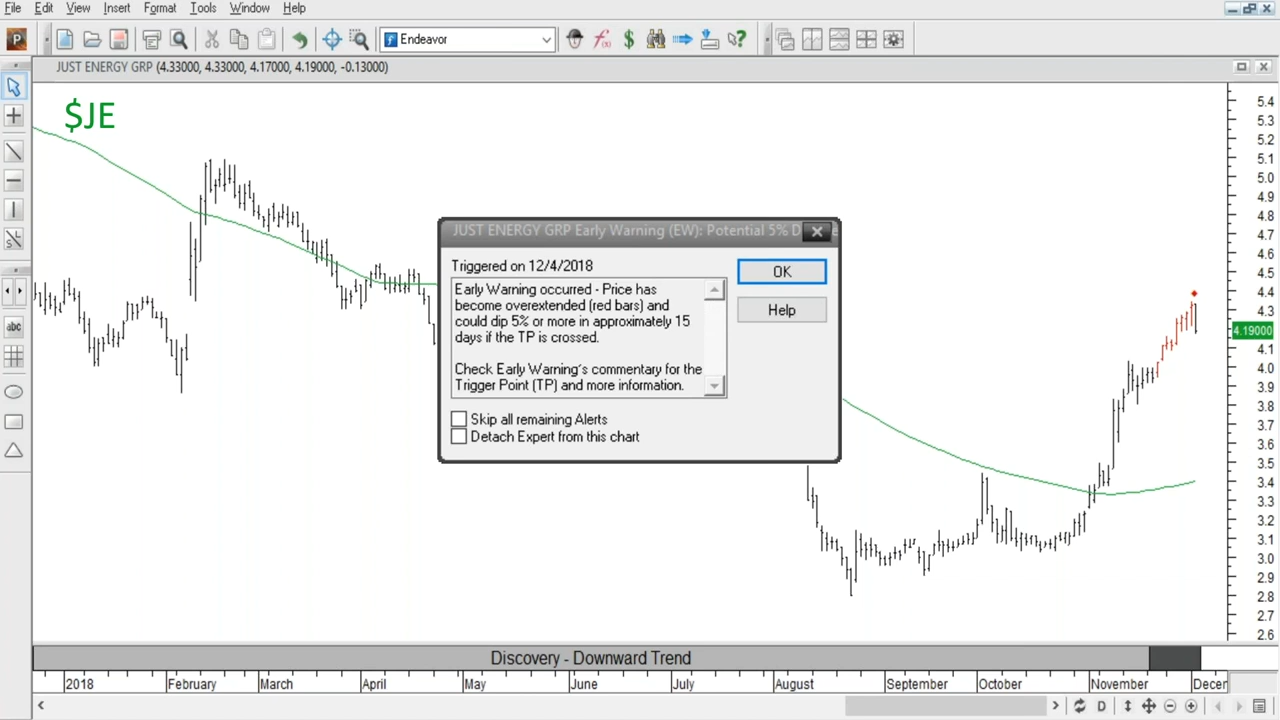 File Edit View Insert Format Tools Window Help
Endeavor
JUST ENERGY GRP (4.33000, 4.33000, 4.17000, 4.19000, -0.13000)
$JE
JUST ENERGY GRP Early Warning (EW): Potential 5% D
Triggered on 12/4/2018
OK
Early Warning occurred - Price has
become overextended (red bars) and
could dip 5% or more in approximately 15
days if the TP is crossed.
Help
Check Early Warning's commentary for the
Trigger Point (TP) and more information.
Skip all remaining Alerts
Detach Expert from this chart
abc
5.4
5.3
5.2
5.1
5.0
4.9
4.8
4.7
4.6
4.5
4.4
4.3
4.19000
4.1
4.0
3.9
3.8
3.7
3.6
3.5
3.4
3.3
3.2
3.1
3.0
2.9
2.8
2.7
2.6
Discovery - Downward Trend
2018 February March April May June July August September October November Decem
D